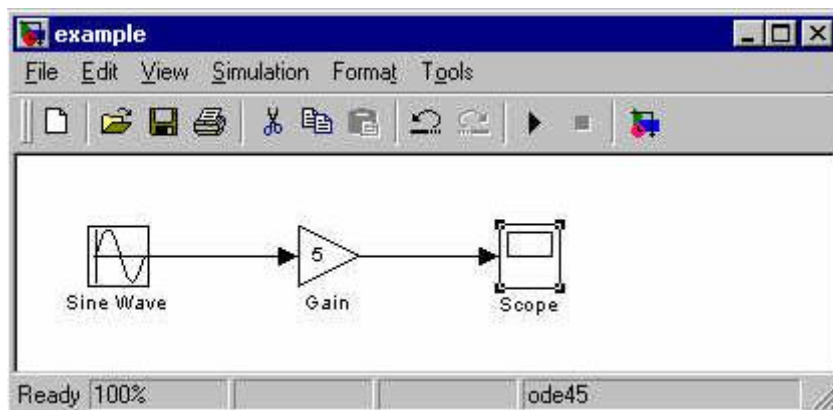 example
File Edit View Simulation Format Tools
5
Sine Wave Gain Scope
Ready 100% ode45